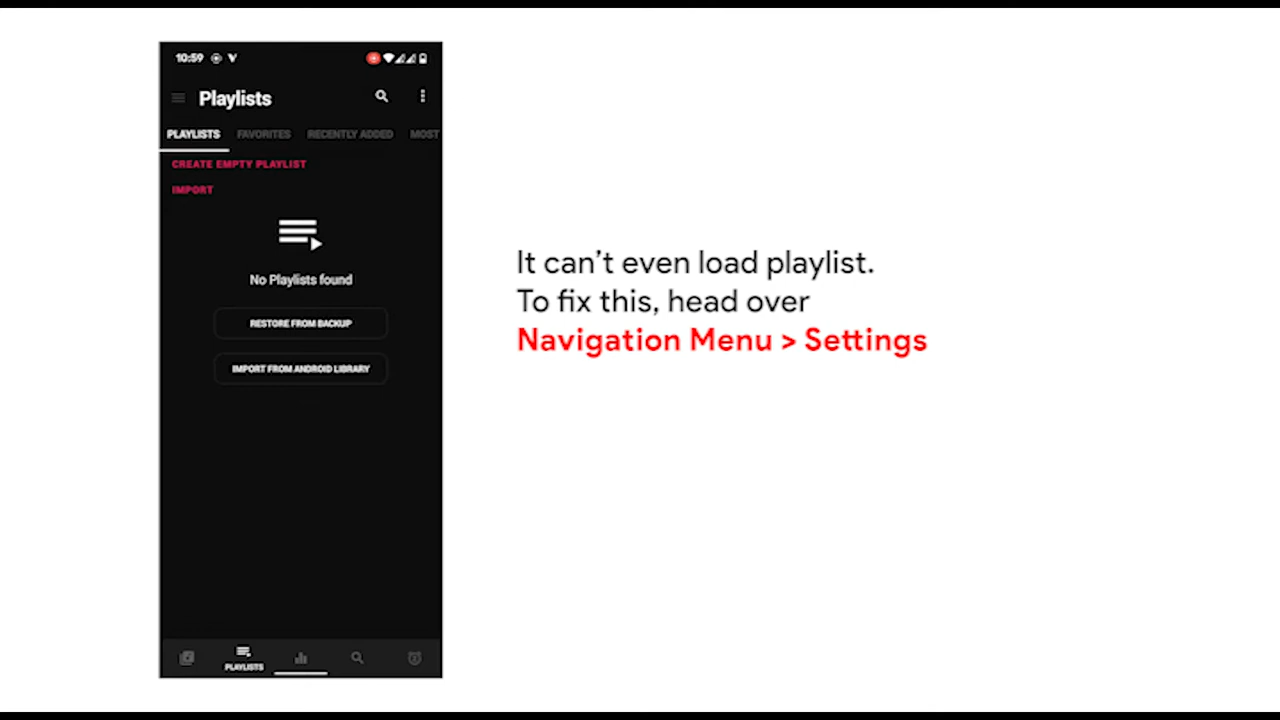 10:59
Playlists
PLAYLISTS FAVORITES RECENTLY ADDED MOST
CREATE EMPTY PLAYLIST
IMPORT
No Playlists found
RESTORE FROM BACKUP
IMPORT FROM ANDROID LIBRARY
PLAYLISTS
It can't even load playlist.
To fix this, head over
Navigation Menu > Settings